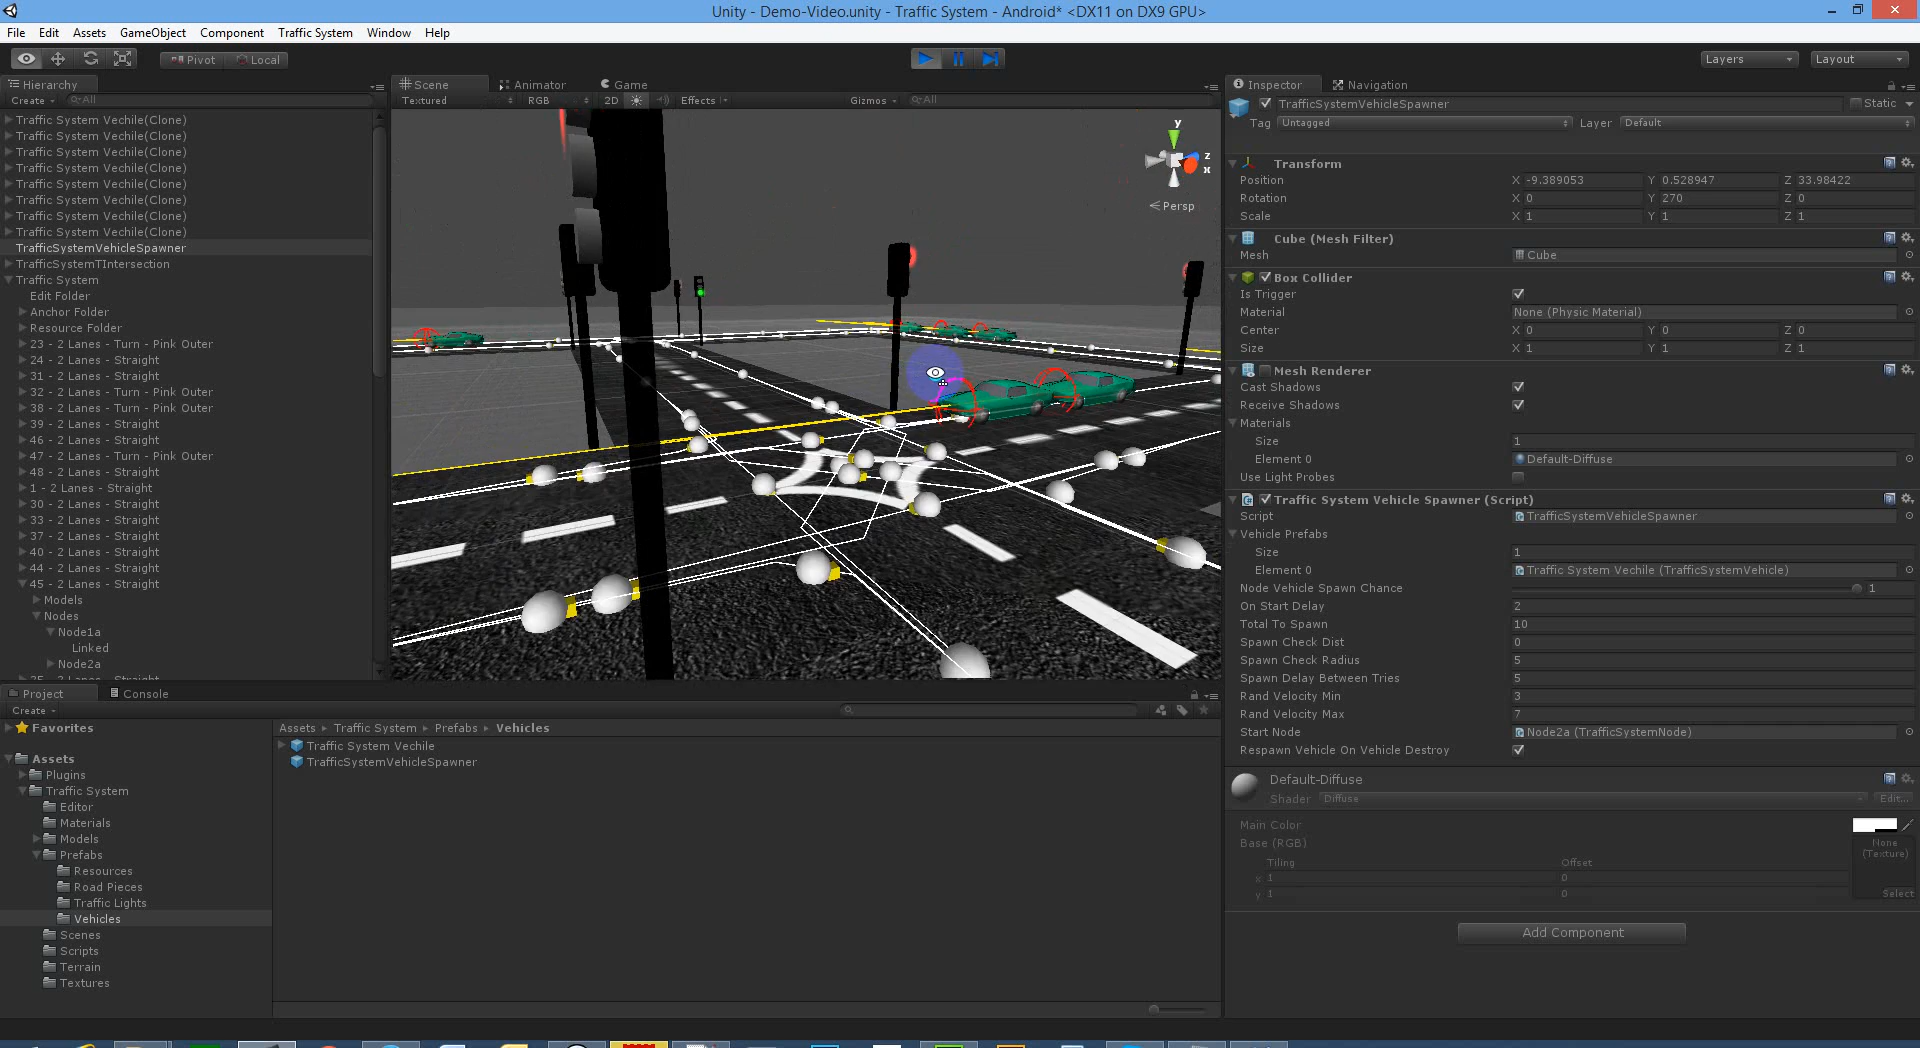 Unity - Demo-Video.unity - Traffic System - Android* <DX11 on DX9 GPU>
File Edit Assets GameObject Component Traffic System Window Help
Pivot Local Layers Layout
Hierarchy
Create All
Traffic System Vechile(Clone)
Traffic System Vechile(Clone)
Traffic System Vechile(Clone)
Traffic System Vechile(Clone)
Traffic System Vechile(Clone)
Traffic System Vechile(Clone)
Traffic System Vechile(Clone)
Traffic System Vechile(Clone)
TrafficSystemVehicleSpawner
TrafficSystemTIntersection
Traffic System
Edit Folder
Anchor Folder
Resource Folder
23 - 2 Lanes - Turn - Pink Outer
24 - 2 Lanes - Straight
31 - 2 Lanes - Straight
32 - 2 Lanes - Turn - Pink Outer
38 - 2 Lanes - Turn - Pink Outer
39 - 2 Lanes - Straight
46 - 2 Lanes - Straight
47 - 2 Lanes - Turn - Pink Outer
48 - 2 Lanes - Straight
1 - 2 Lanes - Straight
30 - 2 Lanes - Straight
33 - 2 Lanes - Straight
37 - 2 Lanes - Straight
40 - 2 Lanes - Straight
44 - 2 Lanes - Straight
45 - 2 Lanes - Straight
Models
Nodes
Node1a
Linked
Node2a
Scene Animator Game
Textured RGB 2D Effects Gizmos All
y
z
x
Persp
Inspector Navigation
TrafficSystemVehicleSpawner Static
Tag Untagged Layer Default
Transform
Position X -9.389053 Y 0.528947 Z 33.98422
Rotation X 0 Y 270 Z 0
Scale X 1 Y 1 Z 1
Cube (Mesh Filter)
Mesh Cube
Box Collider
Is Trigger
Material None (Physic Material)
Center X 0 Y 0 Z 0
Size X 1 Y 1 Z 1
Mesh Renderer
Cast Shadows
Receive Shadows
Materials
Size 1
Element 0 Default-Diffuse
Use Light Probes
Traffic System Vehicle Spawner (Script)
Script TrafficSystemVehicleSpawner
Vehicle Prefabs
Size 1
Element 0 Traffic System Vechile (TrafficSystemVehicle)
Node Vehicle Spawn Chance 1
On Start Delay 2
Total To Spawn 10
Spawn Check Dist 0
Spawn Check Radius 5
Spawn Delay Between Tries 5
Rand Velocity Min 3
Rand Velocity Max 7
Start Node Node2a (TrafficSystemNode)
Respawn Vehicle On Vehicle Destroy
Default-Diffuse
Shader Diffuse Edit...
Main Color
Base (RGB)
None
(Texture)
Tiling Offset
x 1 0
y 1 0
Select
Add Component
Project Console
Create
Favorites
Assets
Plugins
Traffic System
Editor
Materials
Models
Prefabs
Resources
Road Pieces
Traffic Lights
Vehicles
Scenes
Scripts
Terrain
Textures
Assets Traffic System Prefabs Vehicles
Traffic System Vechile
TrafficSystemVehicleSpawner